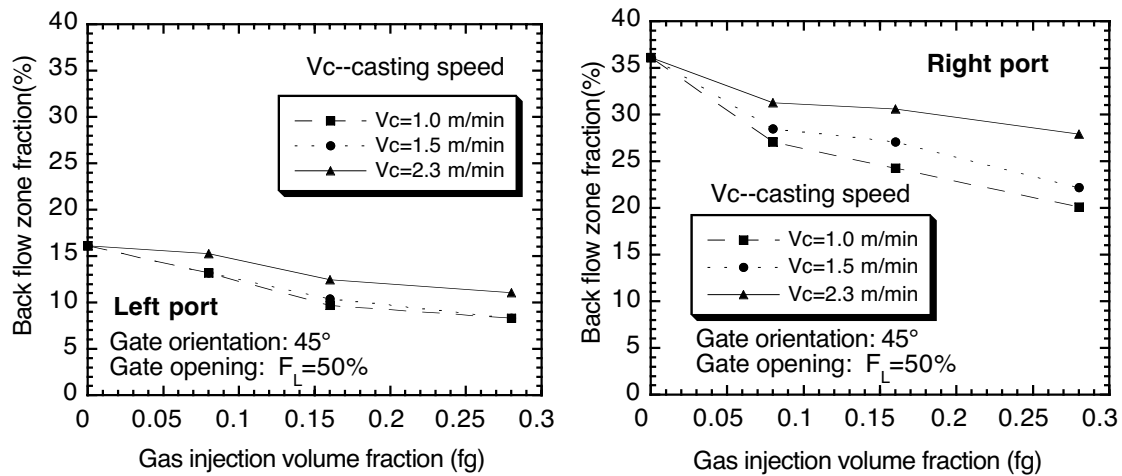 40
35
30
25
20
15
10
5
0
Back flow zone fraction(%)
Vc--casting speed
Vc=1.0 m/min
Vc=1.5 m/min
Vc=2.3 m/min
Left port
Gate orientation: 45°
Gate opening: F_L=50%
0 0.05 0.1 0.15 0.2 0.25 0.3
Gas injection volume fraction (fg)
40
35
30
25
20
15
10
5
0
Back flow zone fraction(%)
Right port
Vc--casting speed
Vc=1.0 m/min
Vc=1.5 m/min
Vc=2.3 m/min
Gate orientation: 45°
Gate opening: F_L=50%
0 0.05 0.1 0.15 0.2 0.25 0.3
Gas injection volume fraction (fg)